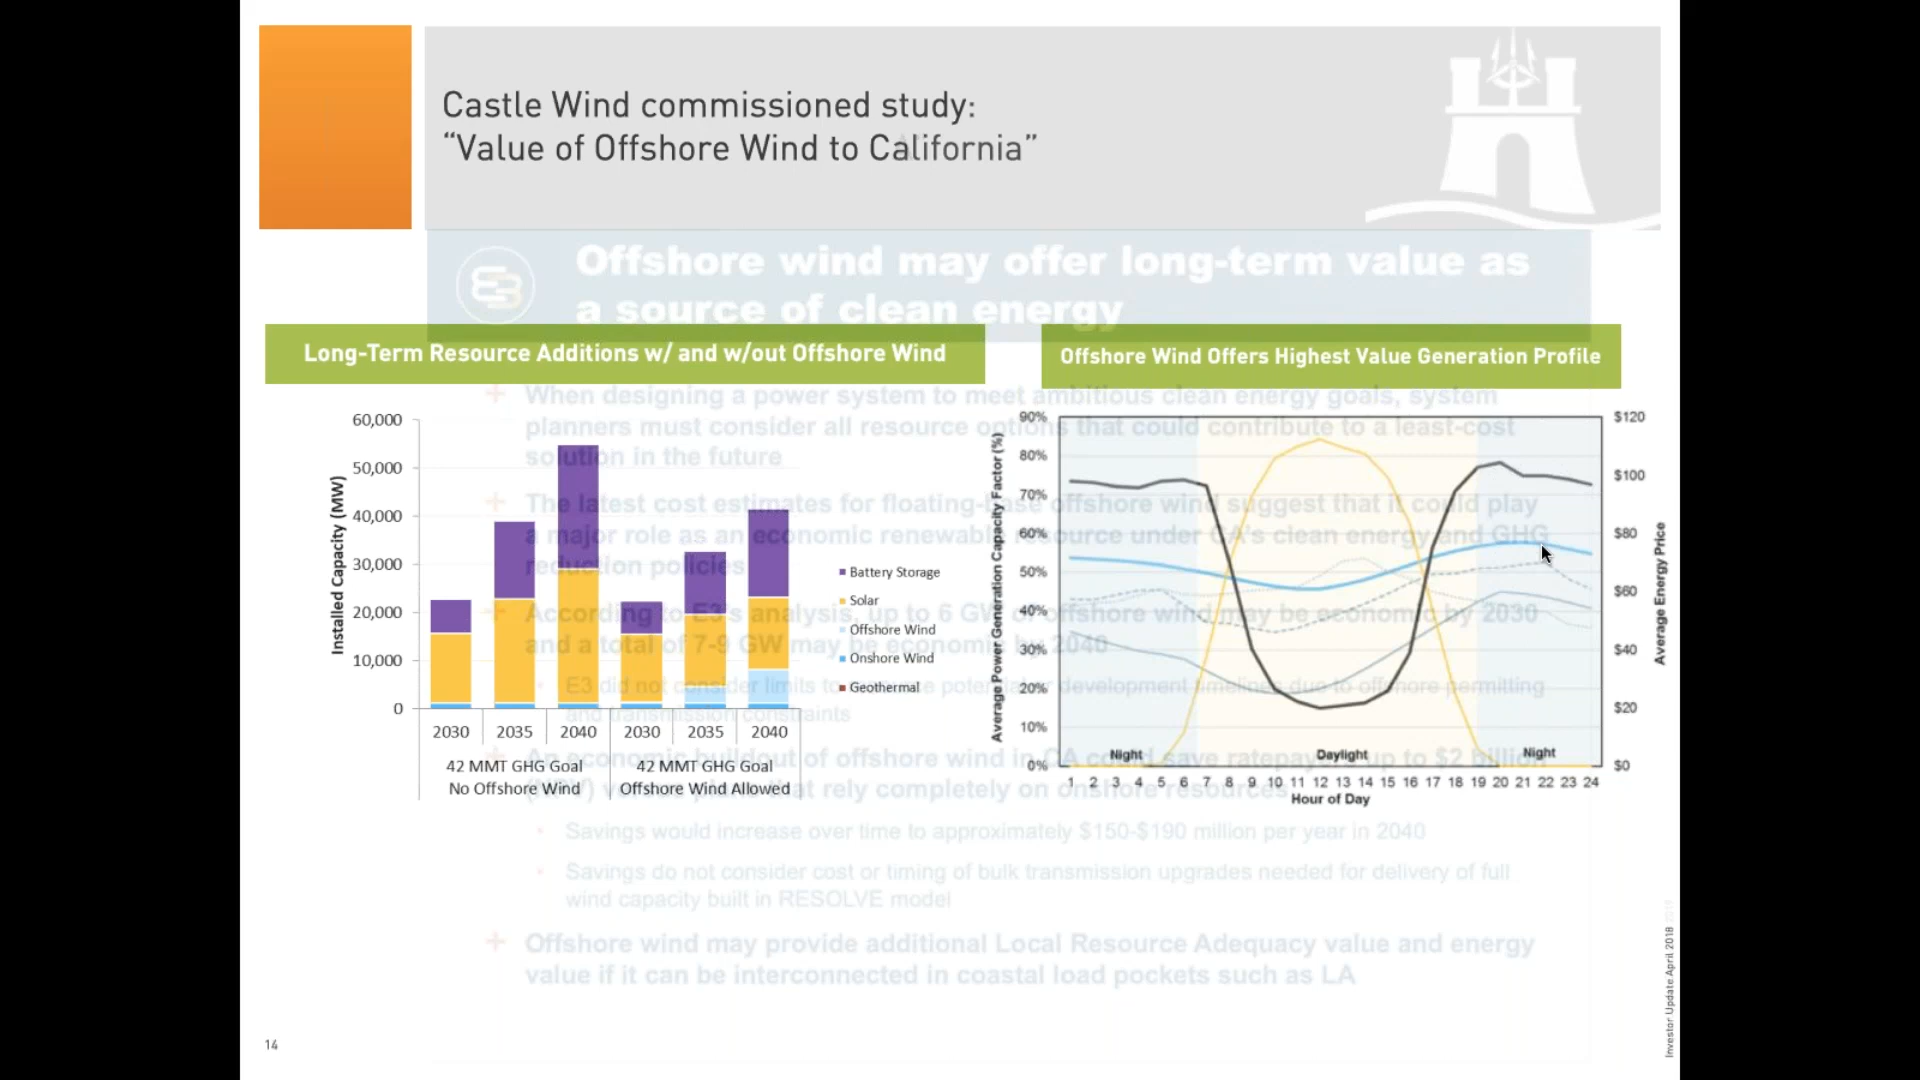 Castle Wind commissioned study:
“Value of Offshore Wind to California”
E3
Offshore wind may offer long-term value as
a source of clean energy
Long-Term Resource Additions w/ and w/out Offshore Wind
Installed Capacity (MW)
60,000
50,000
40,000
30,000
20,000
10,000
0
2030 2035 2040 2030 2035 2040
42 MMT GHG Goal
No Offshore Wind
42 MMT GHG Goal
Offshore Wind Allowed
Battery Storage
Solar
Offshore Wind
Onshore Wind
Geothermal
Offshore Wind Offers Highest Value Generation Profile
Average Power Generation Capacity Factor (%)
90%
80%
70%
60%
50%
40%
30%
20%
10%
0%
Night Daylight Night
1 2 3 4 5 6 7 8 9 10 11 12 13 14 15 16 17 18 19 20 21 22 23 24
Hour of Day
$120
$100
$80
$60
$40
$20
$0
Average Energy Price
+ When designing a power system to meet ambitious clean energy goals, system
planners must consider all resource options that could contribute to a least-cost
solution in the future
+ The latest cost estimates for floating-base offshore wind suggest that it could play
a major role as an economic renewable resource under CA's clean energy and GHG
reduction policies
+ According to E3's analysis, up to 6 GW of offshore wind may be economic by 2030
and a total of 7-9 GW may be economic by 2040
• E3 did not consider limits to resource potential or development timelines due to offshore permitting
and transmission constraints
+ An economic buildout of offshore wind in CA could save ratepayers up to $2 billion
(NPV) versus plans that rely completely on onshore resources
• Savings would increase over time to approximately $150-$190 million per year in 2040
• Savings do not consider cost or timing of bulk transmission upgrades needed for delivery of full
wind capacity built in RESOLVE model
+ Offshore wind may provide additional Local Resource Adequacy value and energy
value if it can be interconnected in coastal load pockets such as LA
Investor Update April 2018
14